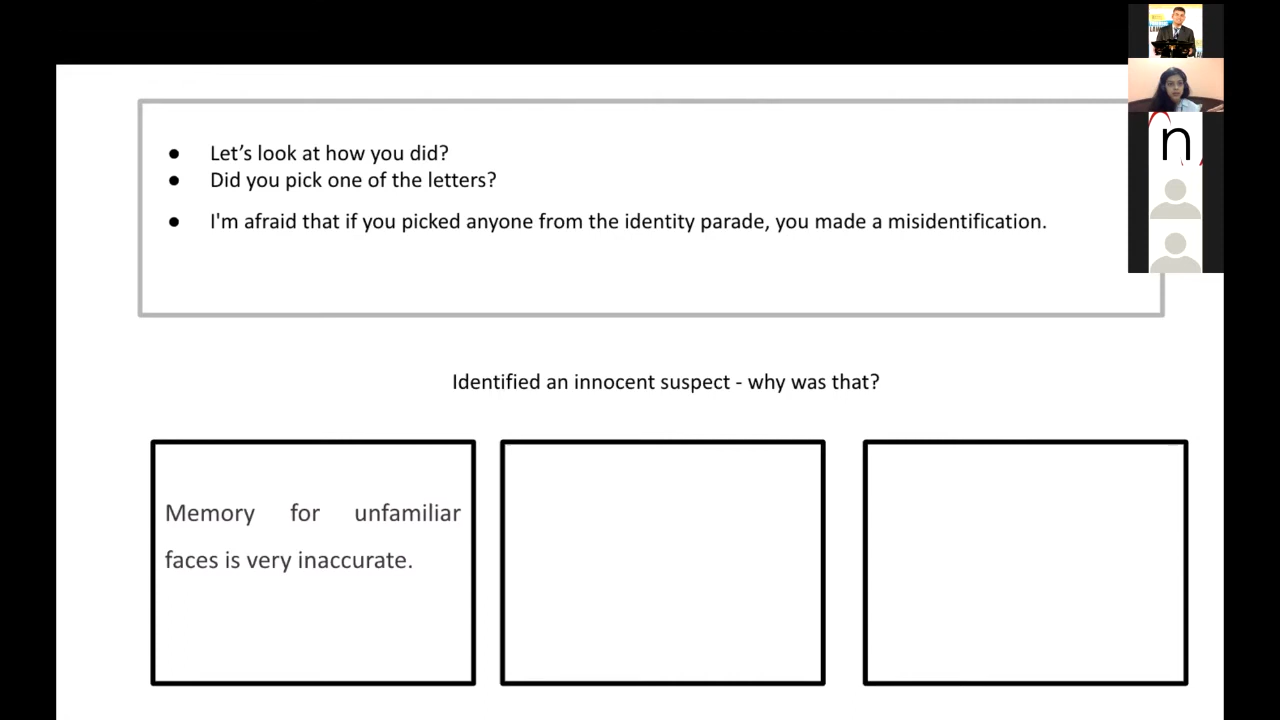 Let's look at how you did?
Did you pick one of the letters?
I'm afraid that if you picked anyone from the identity parade, you made a misidentification.
Identified an innocent suspect - why was that?
Memory for unfamiliar
faces is very inaccurate.
n